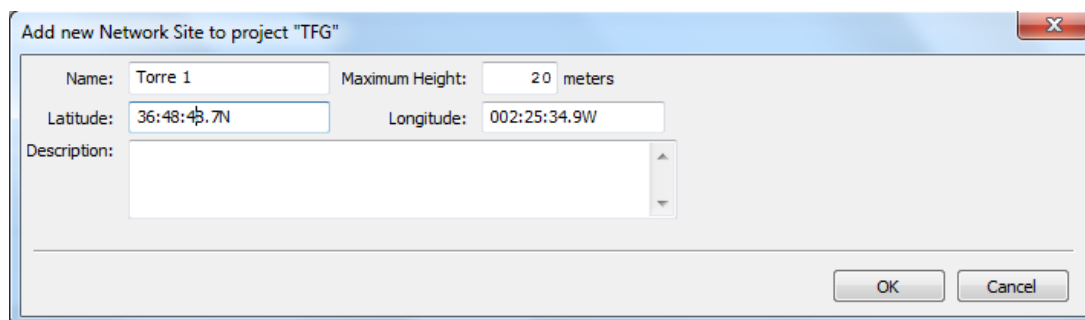 Add new Network Site to project "TFG"
Name: Torre 1 Maximum Height: 20 meters
Latitude: 36:48:43.7N Longitude: 002:25:34.9W
Description:
OK Cancel